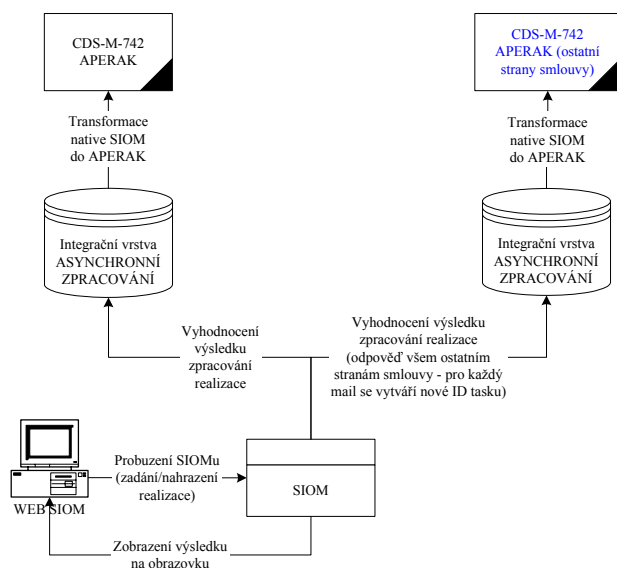 CDS-M-742
APERAK
CDS-M-742
APERAK (ostatní
strany smlouvy)
Transformace
native SIOM
do APERAK
Transformace
native SIOM
do APERAK
Integrační vrstva
ASYNCHRONNÍ
ZPRACOVÁNÍ
Integrační vrstva
ASYNCHRONNÍ
ZPRACOVÁNÍ
Vyhodnocení
výsledku
zpracování
realizace
Vyhodnocení výsledku
zpracování realizace
(odpověď všem ostatním
stranám smlouvy - pro každý
mail se vytváří nové ID tasku)
Probuzení SIOMu
(zadání/nahrazení
realizace)
WEB SIOM
SIOM
Zobrazení výsledku
na obrazovku